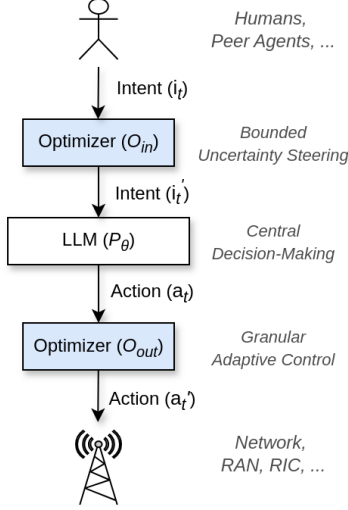 Humans,
Peer Agents, ...
Intent (i_t)
Optimizer (O_in)
Bounded
Uncertainty Steering
Intent (i_t')
LLM (P_θ)
Central
Decision-Making
Action (a_t)
Optimizer (O_out)
Granular
Adaptive Control
Action (a_t')
Network,
RAN, RIC, ...